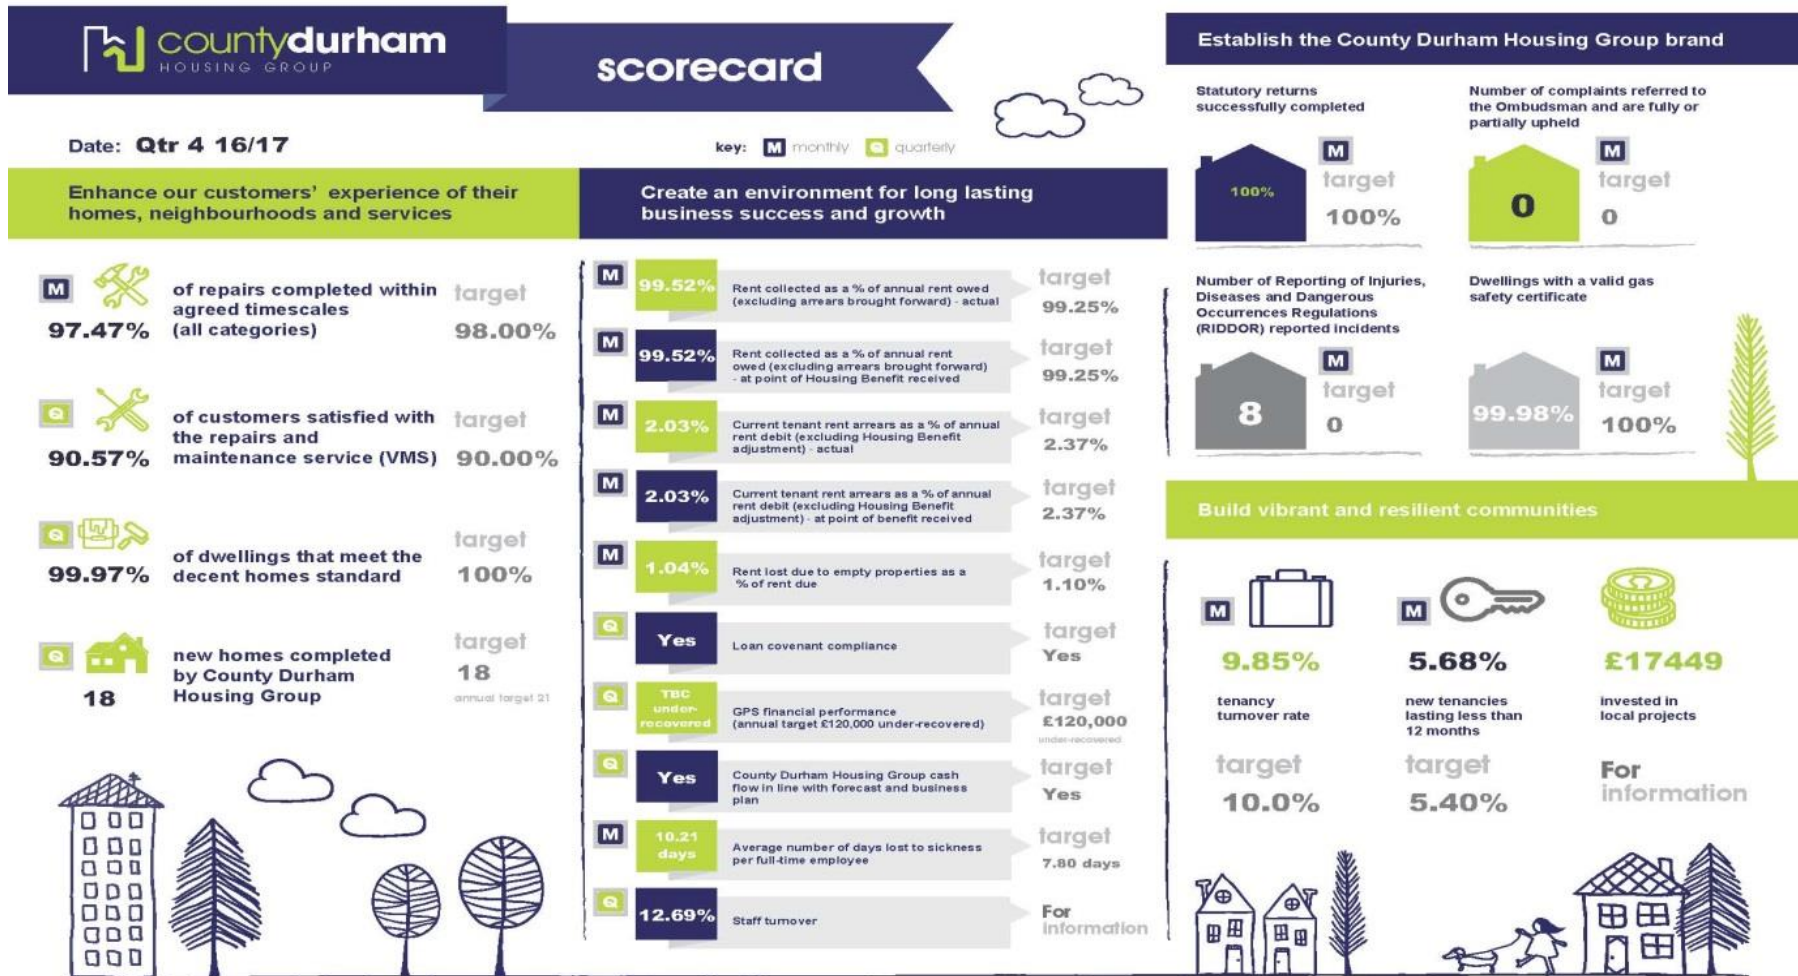 countydurham
HOUSING GROUP
scorecard
Date: Qtr 4 16/17
key: M monthly Q quarterly
Enhance our customers' experience of their
homes, neighbourhoods and services
M
97.47%
of repairs completed within
agreed timescales
(all categories)
target
98.00%
Q
90.57%
of customers satisfied with
the repairs and
maintenance service (VMS)
target
90.00%
Q
99.97%
of dwellings that meet the
decent homes standard
target
100%
Q
18
new homes completed
by County Durham
Housing Group
target
18
annual target 21
Create an environment for long lasting
business success and growth
M
99.52%
Rent collected as a % of annual rent owed
(excluding arrears brought forward) - actual
target
99.25%
M
99.52%
Rent collected as a % of annual rent
owed (excluding arrears brought forward)
- at point of Housing Benefit received
target
99.25%
M
2.03%
Current tenant rent arrears as a % of annual
rent debit (excluding Housing Benefit
adjustment) - actual
target
2.37%
M
2.03%
Current tenant rent arrears as a % of annual
rent debit (excluding Housing Benefit
adjustment) - at point of benefit received
target
2.37%
M
1.04%
Rent lost due to empty properties as a
% of rent due
target
1.10%
Q
Yes
Loan covenant compliance
target
Yes
Q
TBC
under-
recovered
GPS financial performance
(annual target £120,000 under-recovered)
target
£120,000
under-recovered
Q
Yes
County Durham Housing Group cash
flow in line with forecast and business
plan
target
Yes
M
10.21
days
Average number of days lost to sickness
per full-time employee
target
7.80 days
Q
12.69%
Staff turnover
For
information
Establish the County Durham Housing Group brand
Statutory returns
successfully completed
100%
M
target
100%
Number of complaints referred to
the Ombudsman and are fully or
partially upheld
0
M
target
0
Number of Reporting of Injuries,
Diseases and Dangerous
Occurrences Regulations
(RIDDOR) reported incidents
8
M
target
0
Dwellings with a valid gas
safety certificate
99.98%
M
target
100%
Build vibrant and resilient communities
M
9.85%
tenancy
turnover rate
target
10.0%
M
5.68%
new tenancies
lasting less than
12 months
target
5.40%
£17449
invested in
local projects
For
information